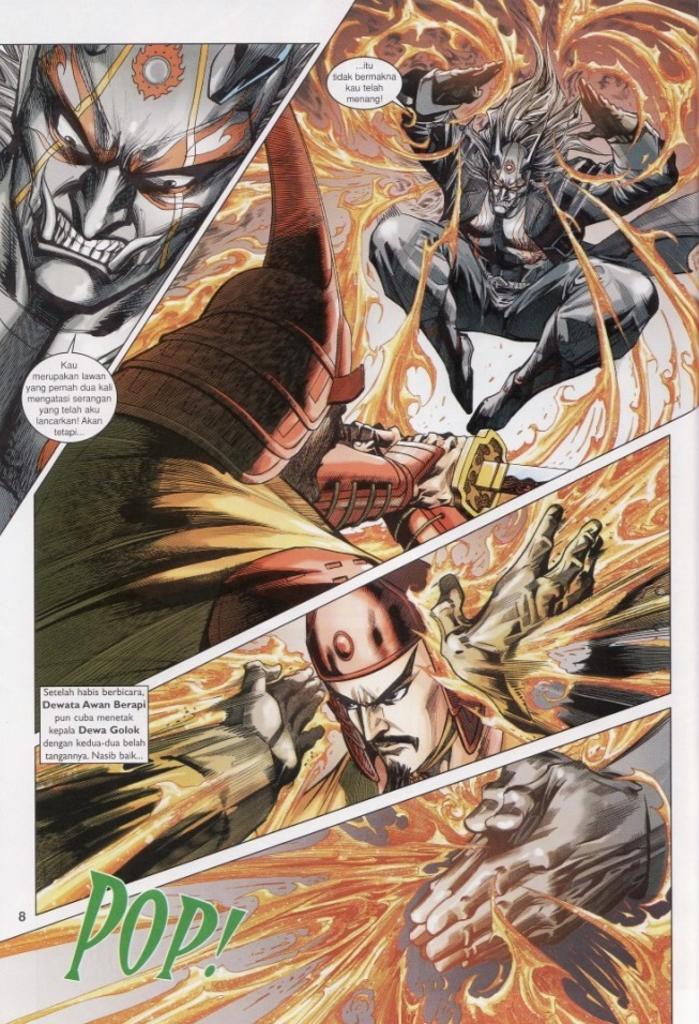 Kau
merupakan lawan
yang pernah dua kali
mengatasi serangan
yang telah aku
lancarkan! Akan
tetapi...
...itu
tidak bermakna
kau telah
menang!
Setelah habis berbicara,
Dewata Awan Berapi
pun cuba menetak
kepala Dewa Golok
dengan kedua-dua belah
tangannya. Nasib baik...
POP!
8